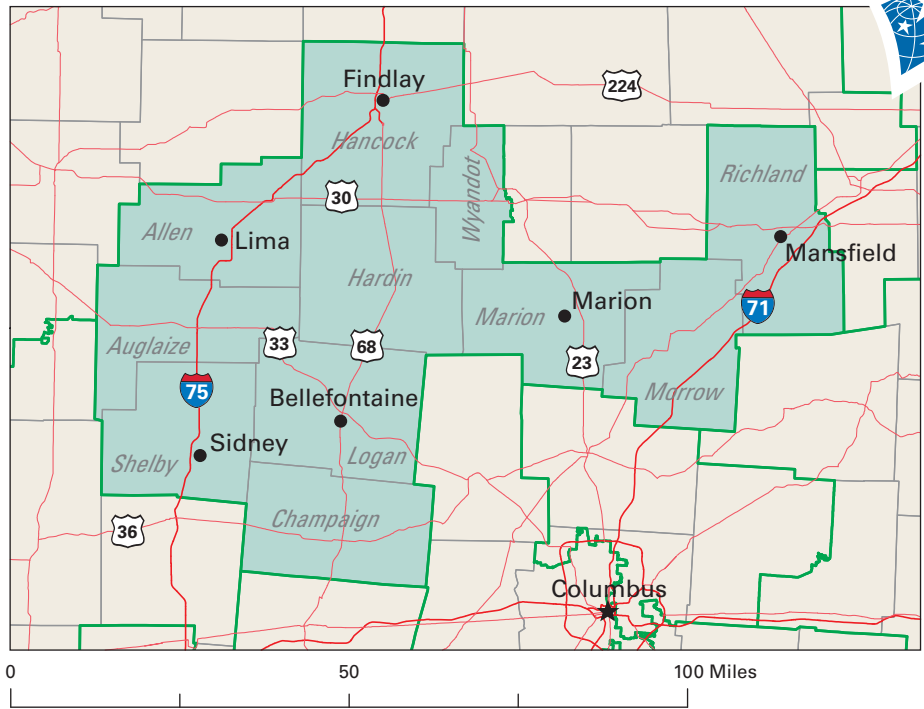 Findlay
224
Hancock
Richland
Wyandot
30
Allen
Lima
Mansfield
Hardin
Marion
Marion
71
Auglaize
33
68
23
75
Bellefontaine
Morrow
Sidney
Logan
Shelby
Champaign
36
Columbus
0 50 100 Miles
0